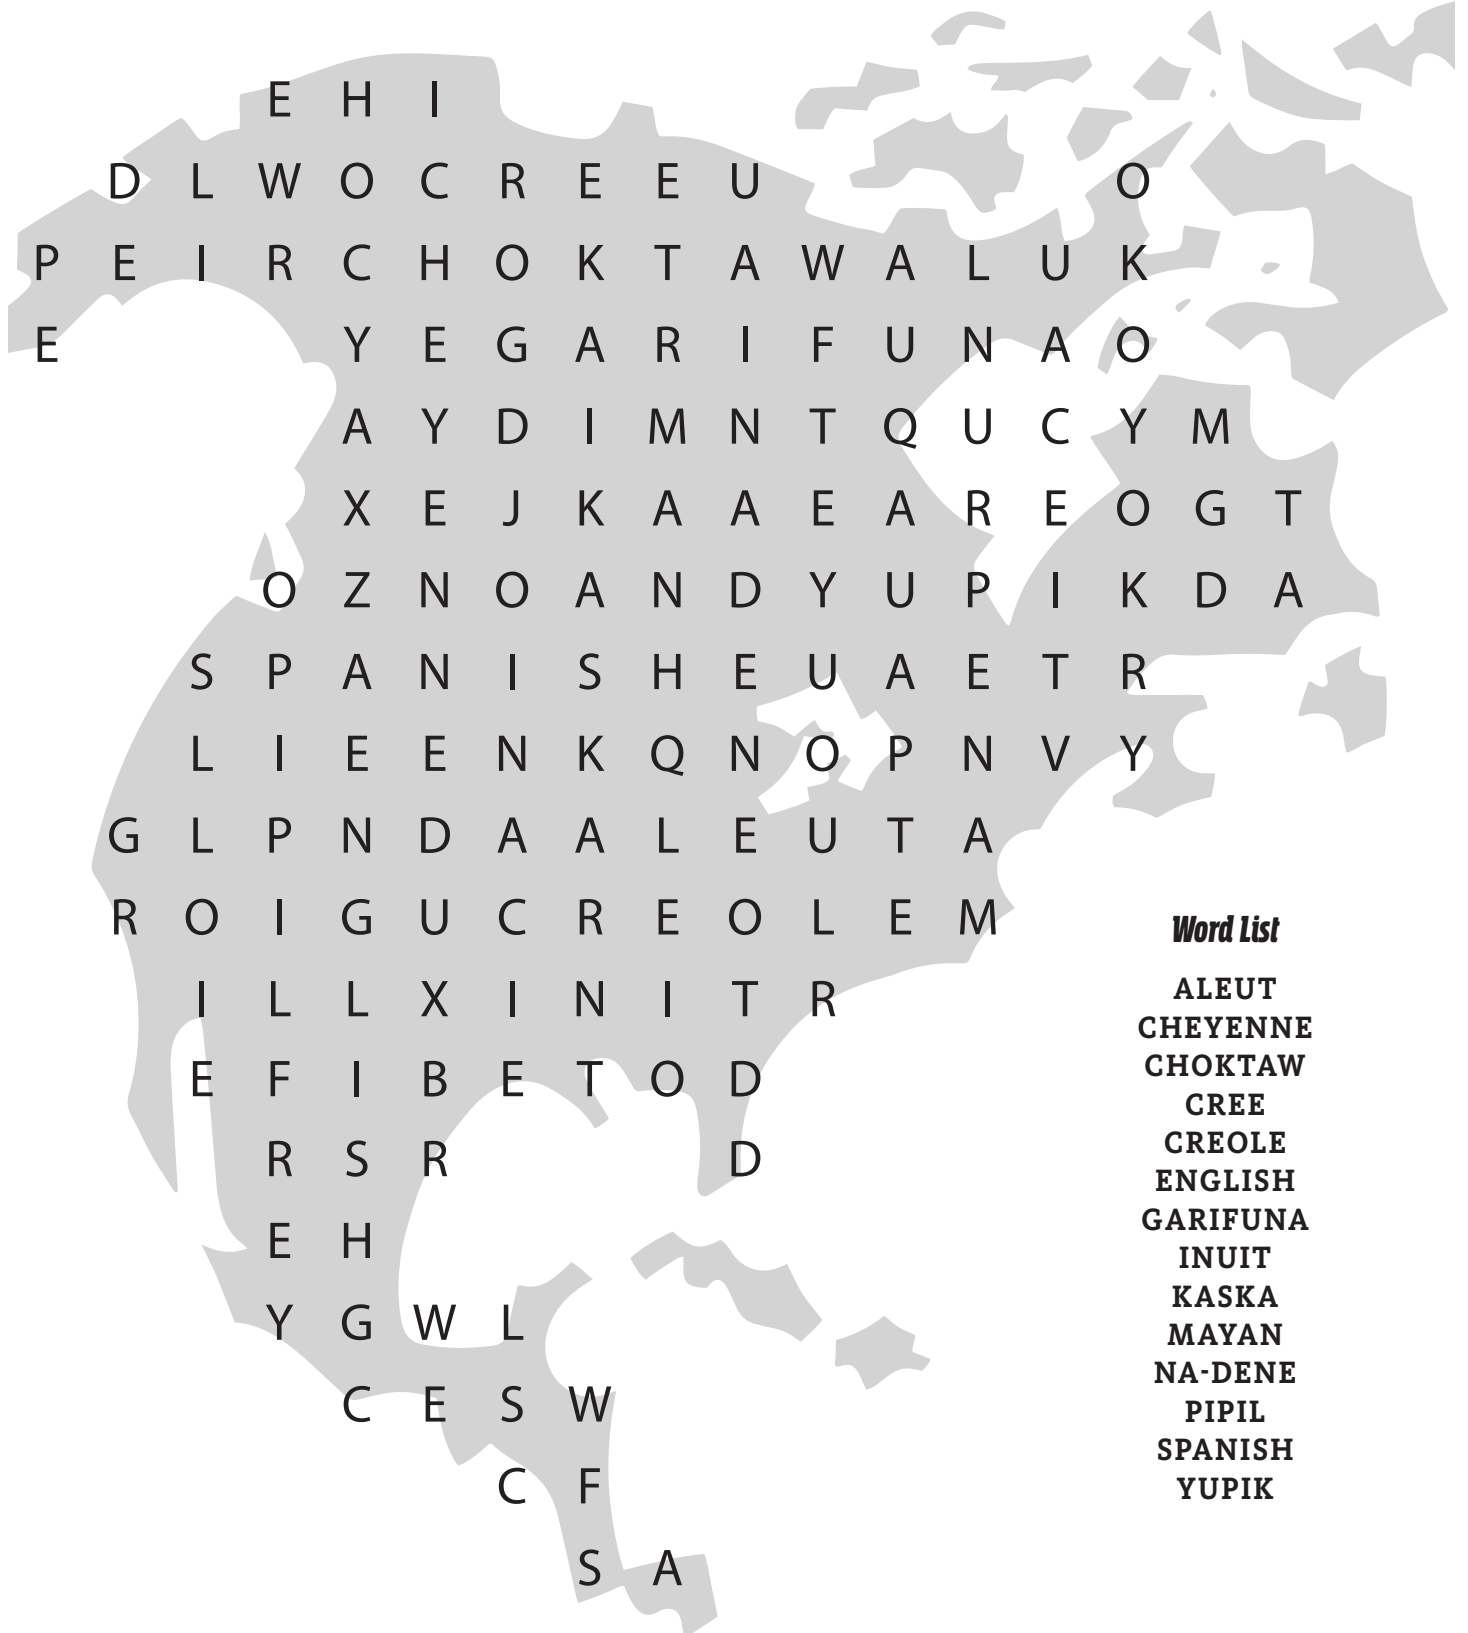 E H I
D L W O C R E E U O
P E I R C H O K T A W A L U K
E Y E G A R I F U N A O
A Y D I M N T Q U C Y M
X E J K A A E A R E O G T
O Z N O A N D Y U P I K D A
S P A N I S H E U A E T R
L I E E N K Q N O P N V Y
G L P N D A A L E U T A
R O I G U C R E O L E M
I L L X I N I T R
E F I B E T O D
R S R D
E H
Y G W L
C E S W
C F
S A
Word List
ALEUT
CHEYENNE
CHOKTAW
CREE
CREOLE
ENGLISH
GARIFUNA
INUIT
KASKA
MAYAN
NA-DENE
PIPIL
SPANISH
YUPIK